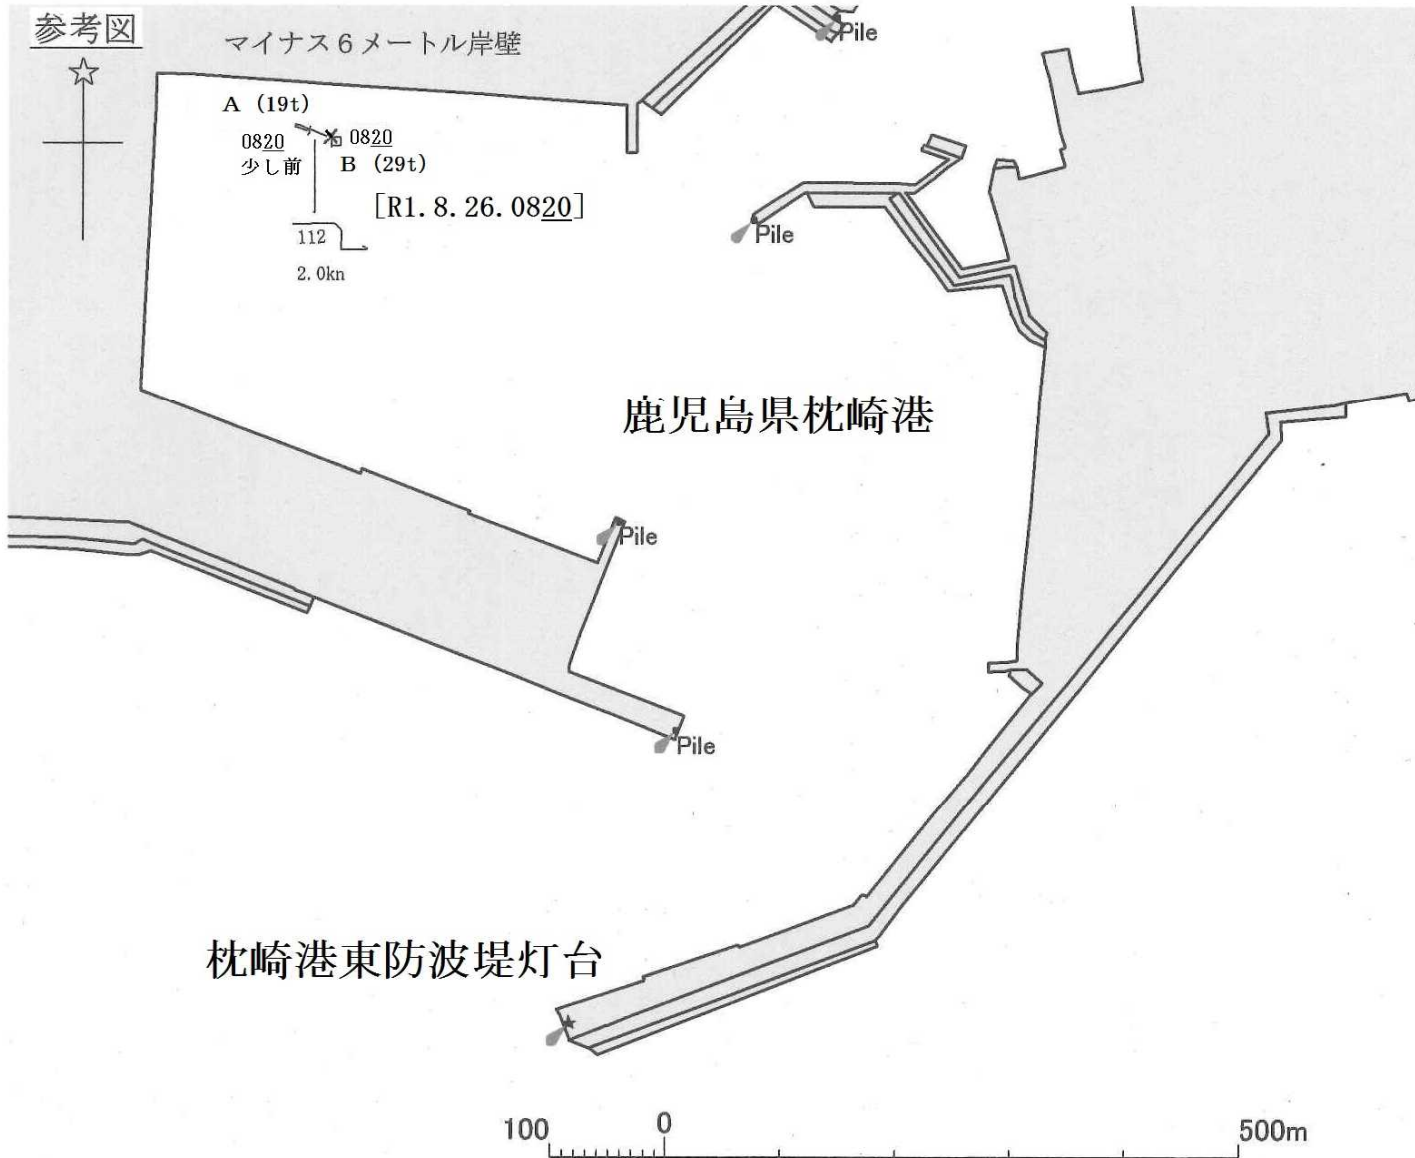 参考図
マイナス６メートル岸壁
Pile
A (19t)
0820
少し前
0820
B (29t)
[R1. 8. 26. 0820]
112
2. 0kn
Pile
鹿児島県枕崎港
Pile
Pile
枕崎港東防波堤灯台
100
0
500m